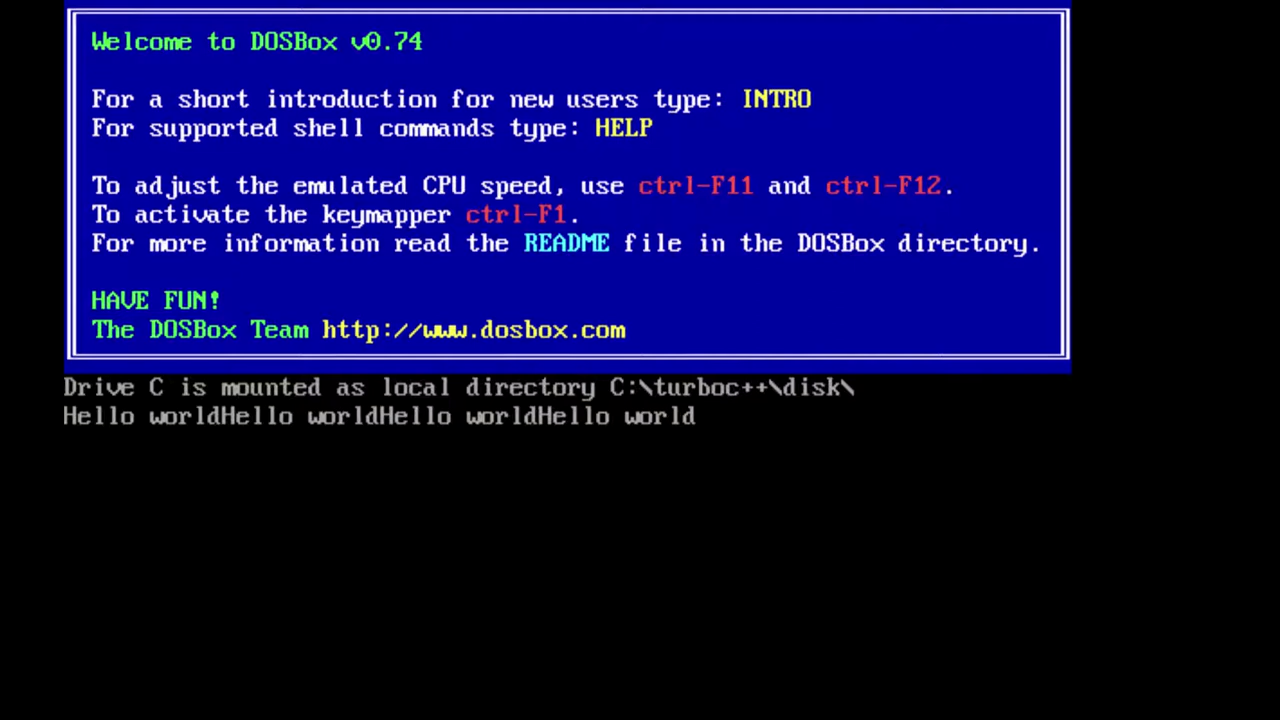 Welcome to DOSBox v0.74
For a short introduction for new users type: INTRO
For supported shell commands type: HELP
To adjust the emulated CPU speed, use ctrl-F11 and ctrl-F12.
To activate the keymapper ctrl-F1.
For more information read the README file in the DOSBox directory.
HAVE FUN!
The DOSBox Team http://www.dosbox.com
Drive C is mounted as local directory C:\turboc++\disk\
Hello worldHello worldHello worldHello world